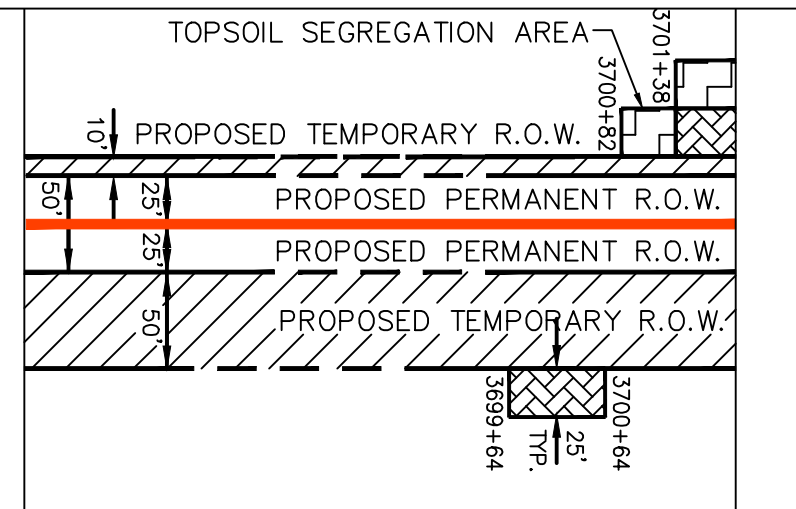 TOPSOIL SEGREGATION AREA
3701+38
3700+82
10'
PROPOSED TEMPORARY R.O.W.
50'
25'
PROPOSED PERMANENT R.O.W.
25'
PROPOSED PERMANENT R.O.W.
50'
PROPOSED TEMPORARY R.O.W.
3699+64
3700+64
25'
TYP.